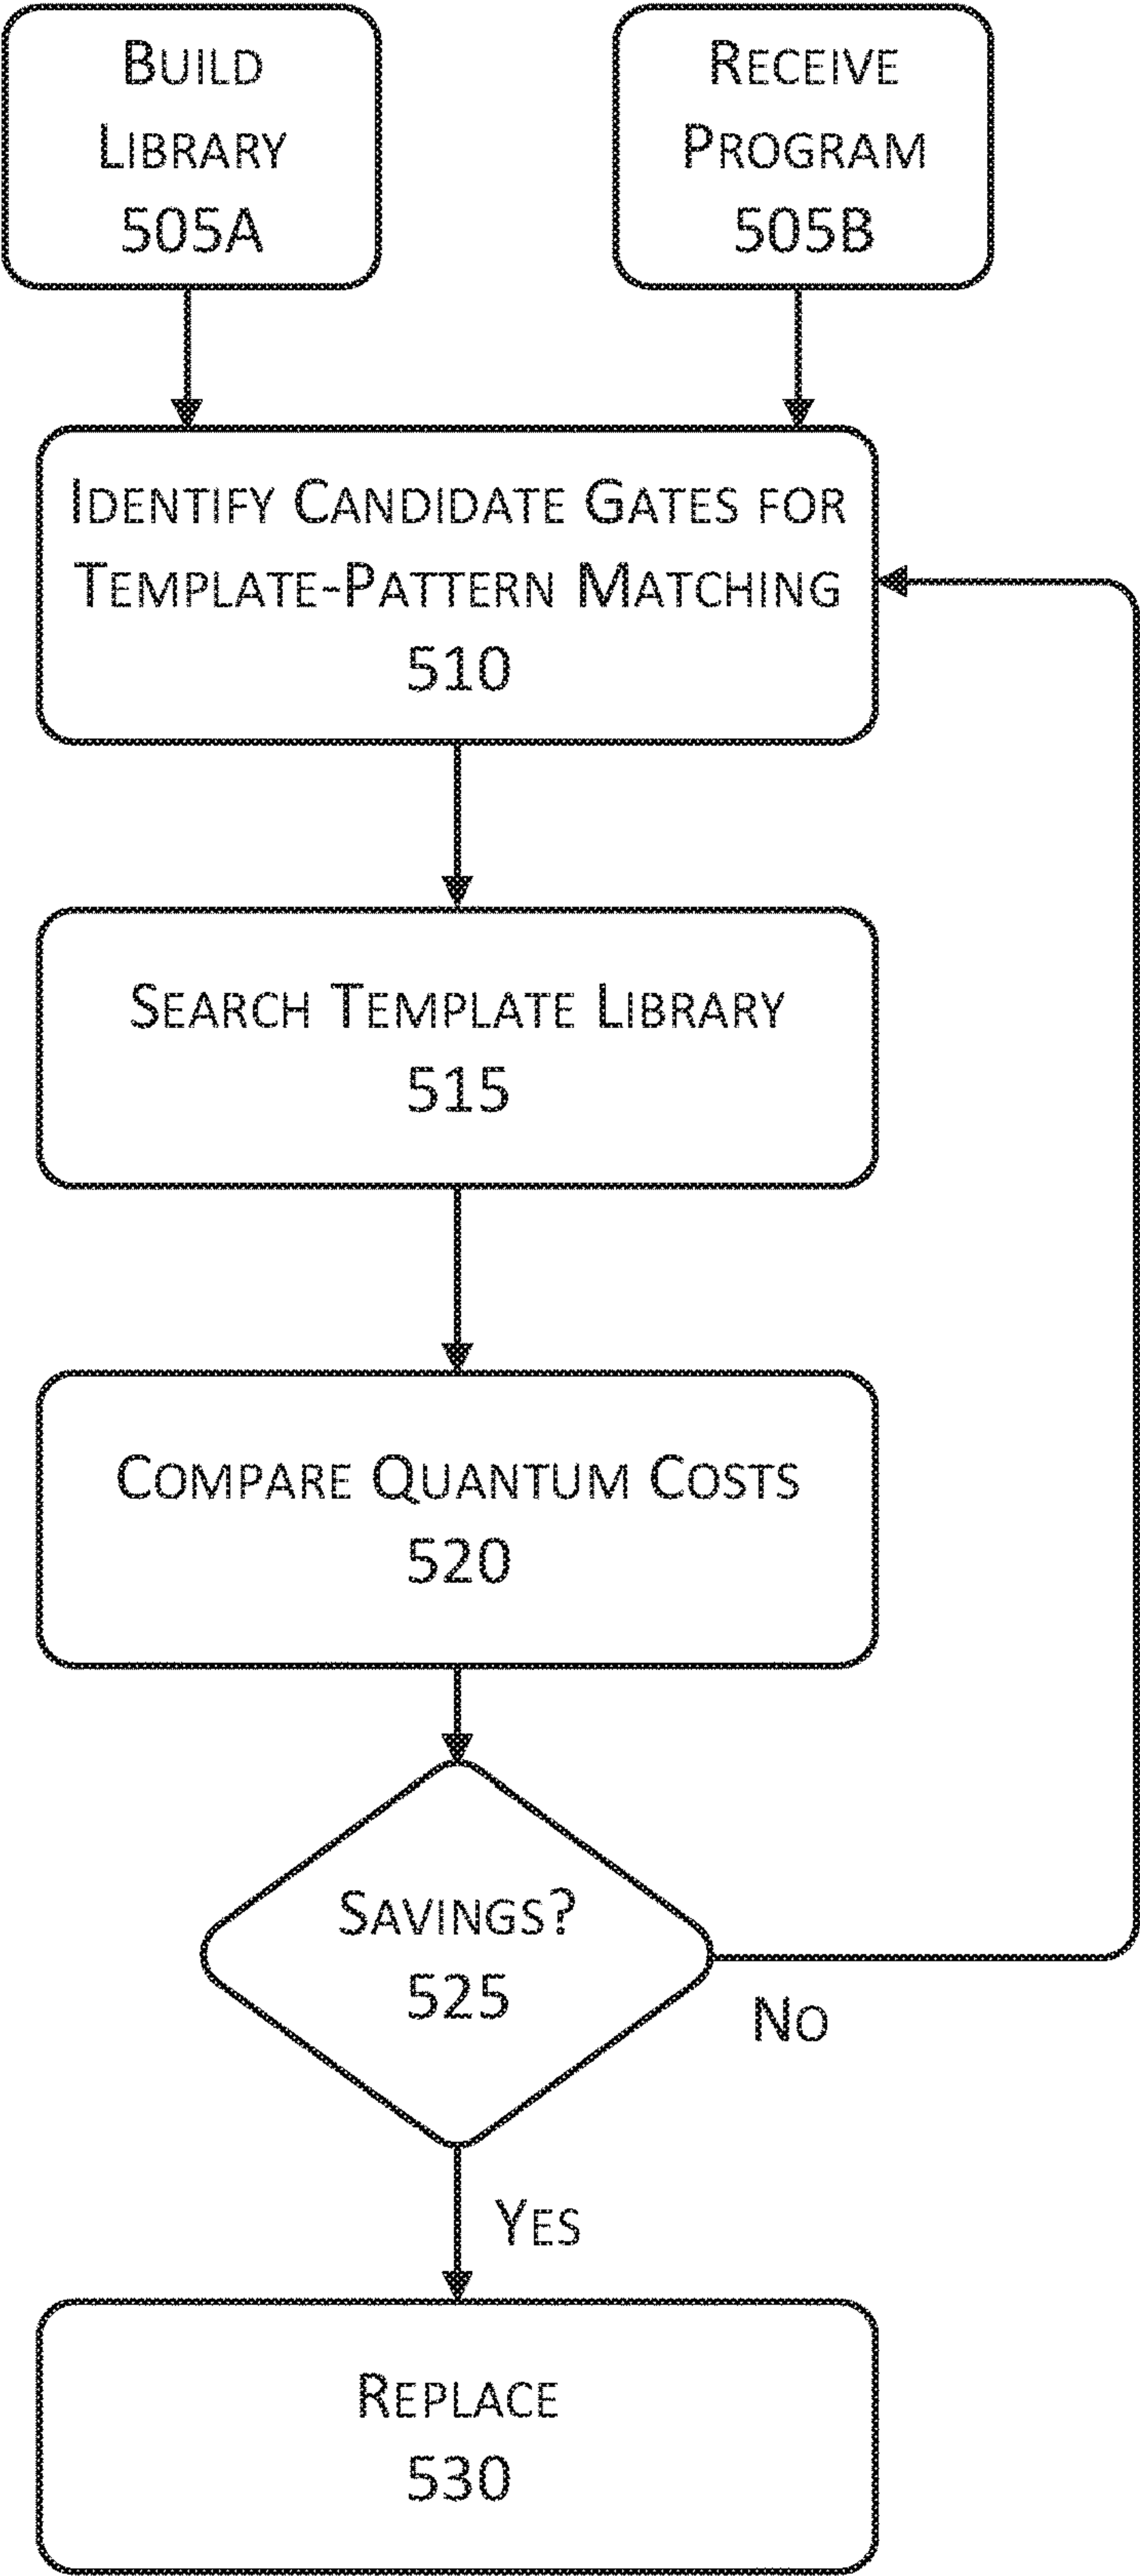 BUILD
LIBRARY
505A
RECEIVE
PROGRAM
505B
IDENTIFY CANDIDATE GATES FOR
TEMPLATE-PATTERN MATCHING
510
SEARCH TEMPLATE LIBRARY
515
COMPARE QUANTUM COSTS
520
SAVINGS?
525
NO
YES
REPLACE
530